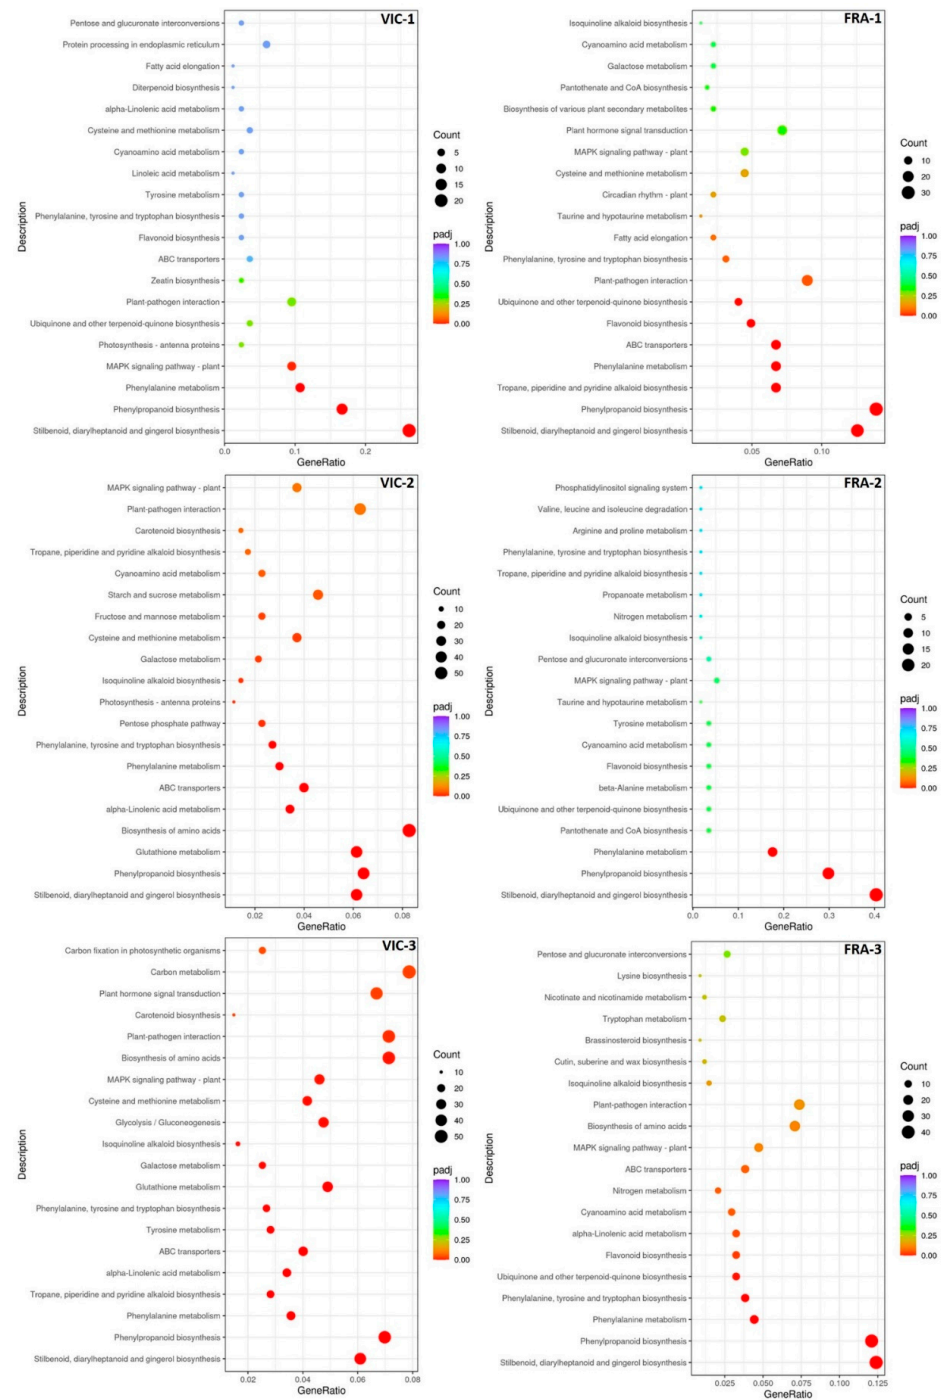 VIC-1
Pentose and glucuronate interconversions
Protein processing in endoplasmic reticulum
Fatty acid elongation
Diterpenoid biosynthesis
alpha-Linolenic acid metabolism
Cysteine and methionine metabolism
Cyanoamino acid metabolism
Linoleic acid metabolism
Tyrosine metabolism
Phenylalanine, tyrosine and tryptophan biosynthesis
Flavonoid biosynthesis
ABC transporters
Zeatin biosynthesis
Plant-pathogen interaction
Ubiquinone and other terpenoid-quinone biosynthesis
Photosynthesis - antenna proteins
MAPK signaling pathway - plant
Phenylalanine metabolism
Phenylpropanoid biosynthesis
Stilbenoid, diarylheptanoid and gingerol biosynthesis
Description
0.0 0.1 0.2
GeneRatio
Count
5
10
15
20
padj
1.00
0.75
0.50
0.25
0.00
FRA-1
Isoquinoline alkaloid biosynthesis
Cyanoamino acid metabolism
Galactose metabolism
Pantothenate and CoA biosynthesis
Biosynthesis of various plant secondary metabolites
Plant hormone signal transduction
MAPK signaling pathway - plant
Cysteine and methionine metabolism
Circadian rhythm - plant
Taurine and hypotaurine metabolism
Fatty acid elongation
Phenylalanine, tyrosine and tryptophan biosynthesis
Plant-pathogen interaction
Ubiquinone and other terpenoid-quinone biosynthesis
Flavonoid biosynthesis
ABC transporters
Phenylalanine metabolism
Tropane, piperidine and pyridine alkaloid biosynthesis
Phenylpropanoid biosynthesis
Stilbenoid, diarylheptanoid and gingerol biosynthesis
Description
0.05 0.10
GeneRatio
Count
10
20
30
padj
1.00
0.75
0.50
0.25
0.00
VIC-2
MAPK signaling pathway - plant
Plant-pathogen interaction
Carotenoid biosynthesis
Tropane, piperidine and pyridine alkaloid biosynthesis
Cyanoamino acid metabolism
Starch and sucrose metabolism
Fructose and mannose metabolism
Cysteine and methionine metabolism
Galactose metabolism
Isoquinoline alkaloid biosynthesis
Photosynthesis - antenna proteins
Pentose phosphate pathway
Phenylalanine, tyrosine and tryptophan biosynthesis
Phenylalanine metabolism
ABC transporters
alpha-Linolenic acid metabolism
Biosynthesis of amino acids
Glutathione metabolism
Phenylpropanoid biosynthesis
Stilbenoid, diarylheptanoid and gingerol biosynthesis
Description
0.02 0.04 0.06 0.08
GeneRatio
Count
10
20
30
40
50
padj
1.00
0.75
0.50
0.25
0.00
FRA-2
Phosphatidylinositol signaling system
Valine, leucine and isoleucine degradation
Arginine and proline metabolism
Phenylalanine, tyrosine and tryptophan biosynthesis
Tropane, piperidine and pyridine alkaloid biosynthesis
Propanoate metabolism
Nitrogen metabolism
Isoquinoline alkaloid biosynthesis
Pentose and glucuronate interconversions
MAPK signaling pathway - plant
Taurine and hypotaurine metabolism
Tyrosine metabolism
Cyanoamino acid metabolism
Flavonoid biosynthesis
beta-Alanine metabolism
Ubiquinone and other terpenoid-quinone biosynthesis
Pantothenate and CoA biosynthesis
Phenylalanine metabolism
Phenylpropanoid biosynthesis
Stilbenoid, diarylheptanoid and gingerol biosynthesis
Description
0.0 0.1 0.2 0.3 0.4
GeneRatio
Count
5
10
15
20
padj
1.00
0.75
0.50
0.25
0.00
VIC-3
Carbon fixation in photosynthetic organisms
Carbon metabolism
Plant hormone signal transduction
Carotenoid biosynthesis
Plant-pathogen interaction
Biosynthesis of amino acids
MAPK signaling pathway - plant
Cysteine and methionine metabolism
Glycolysis / Gluconeogenesis
Isoquinoline alkaloid biosynthesis
Galactose metabolism
Glutathione metabolism
Phenylalanine, tyrosine and tryptophan biosynthesis
Tyrosine metabolism
ABC transporters
alpha-Linolenic acid metabolism
Tropane, piperidine and pyridine alkaloid biosynthesis
Phenylalanine metabolism
Phenylpropanoid biosynthesis
Stilbenoid, diarylheptanoid and gingerol biosynthesis
Description
0.02 0.04 0.06 0.08
GeneRatio
Count
10
20
30
40
50
padj
1.00
0.75
0.50
0.25
0.00
FRA-3
Pentose and glucuronate interconversions
Lysine biosynthesis
Nicotinate and nicotinamide metabolism
Tryptophan metabolism
Brassinosteroid biosynthesis
Cutin, suberine and wax biosynthesis
Isoquinoline alkaloid biosynthesis
Plant-pathogen interaction
Biosynthesis of amino acids
MAPK signaling pathway - plant
ABC transporters
Nitrogen metabolism
Cyanoamino acid metabolism
alpha-Linolenic acid metabolism
Flavonoid biosynthesis
Ubiquinone and other terpenoid-quinone biosynthesis
Phenylalanine, tyrosine and tryptophan biosynthesis
Phenylalanine metabolism
Phenylpropanoid biosynthesis
Stilbenoid, diarylheptanoid and gingerol biosynthesis
Description
0.025 0.050 0.075 0.100 0.125
GeneRatio
Count
10
20
30
40
padj
1.00
0.75
0.50
0.25
0.00